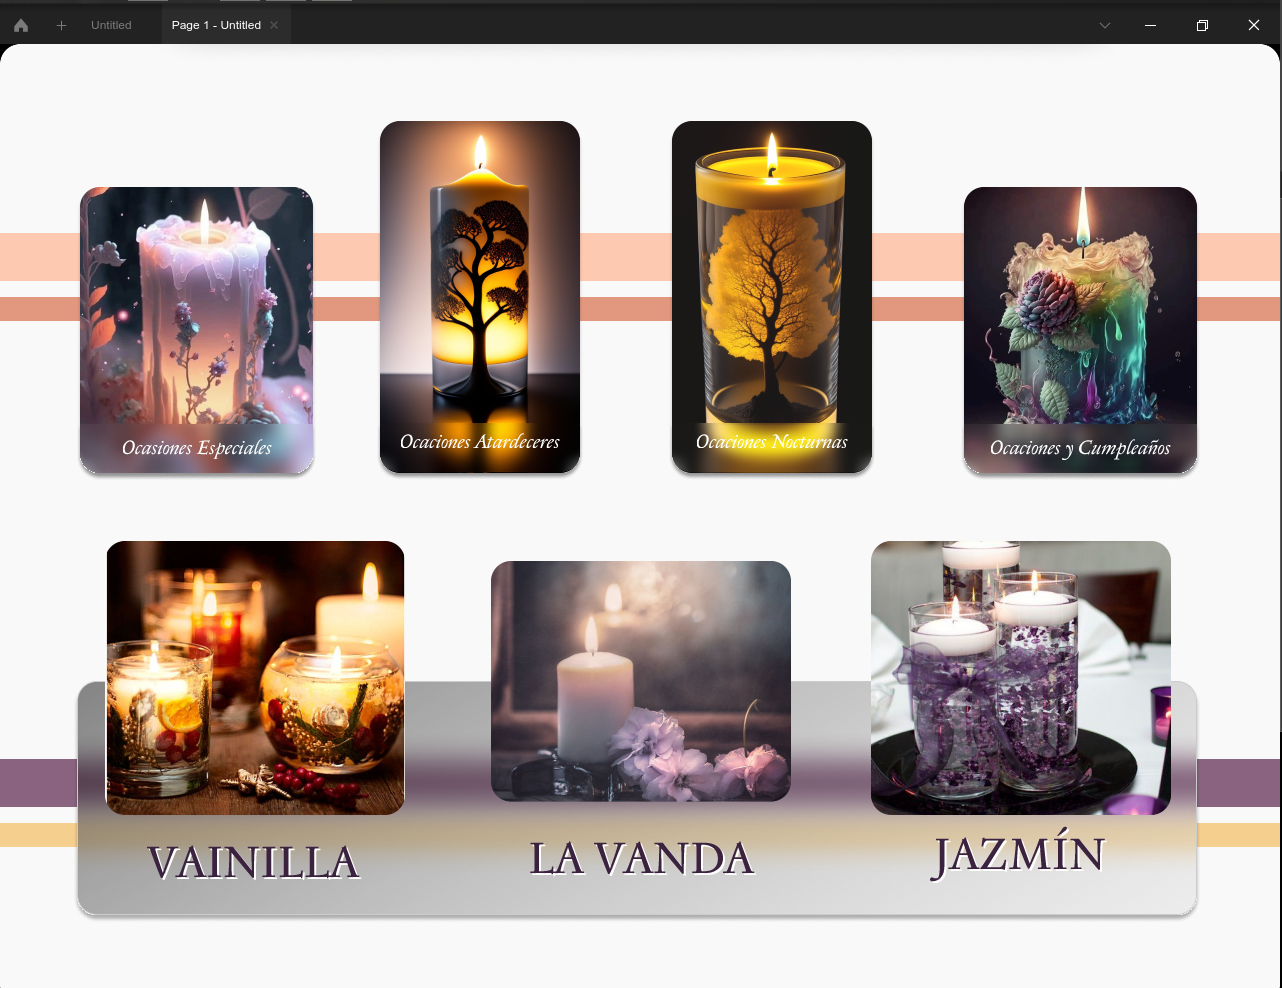 Untitled
Page 1 - Untitled
Ocasiones Especiales
Ocaciones Atardeceres
Ocaciones Nocturnas
Ocaciones y Cumpleaños
VAINILLA
LA VANDA
JAZMÍN